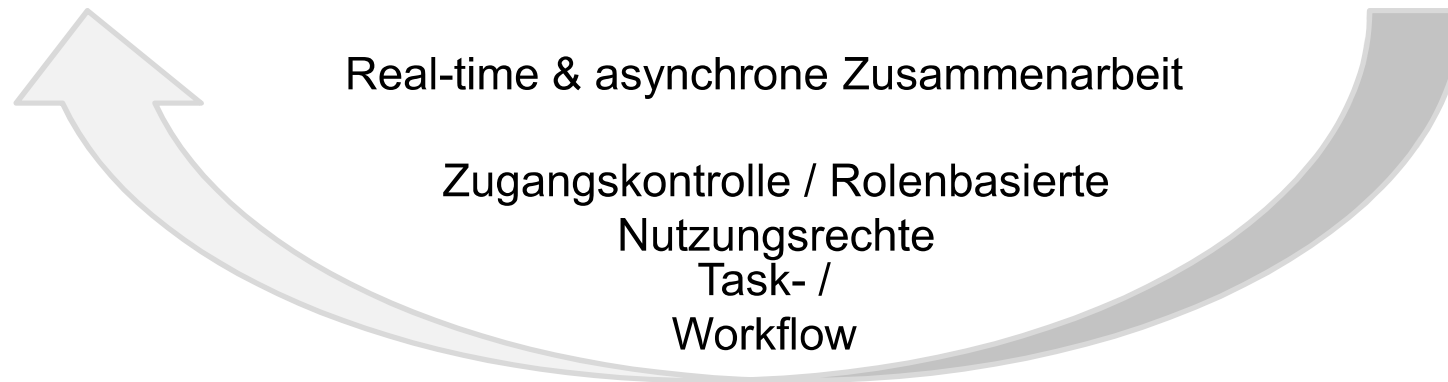 Real-time & asynchrone Zusammenarbeit
Zugangskontrolle / Rolenbasierte
Nutzungsrechte
Task- /
Workflow